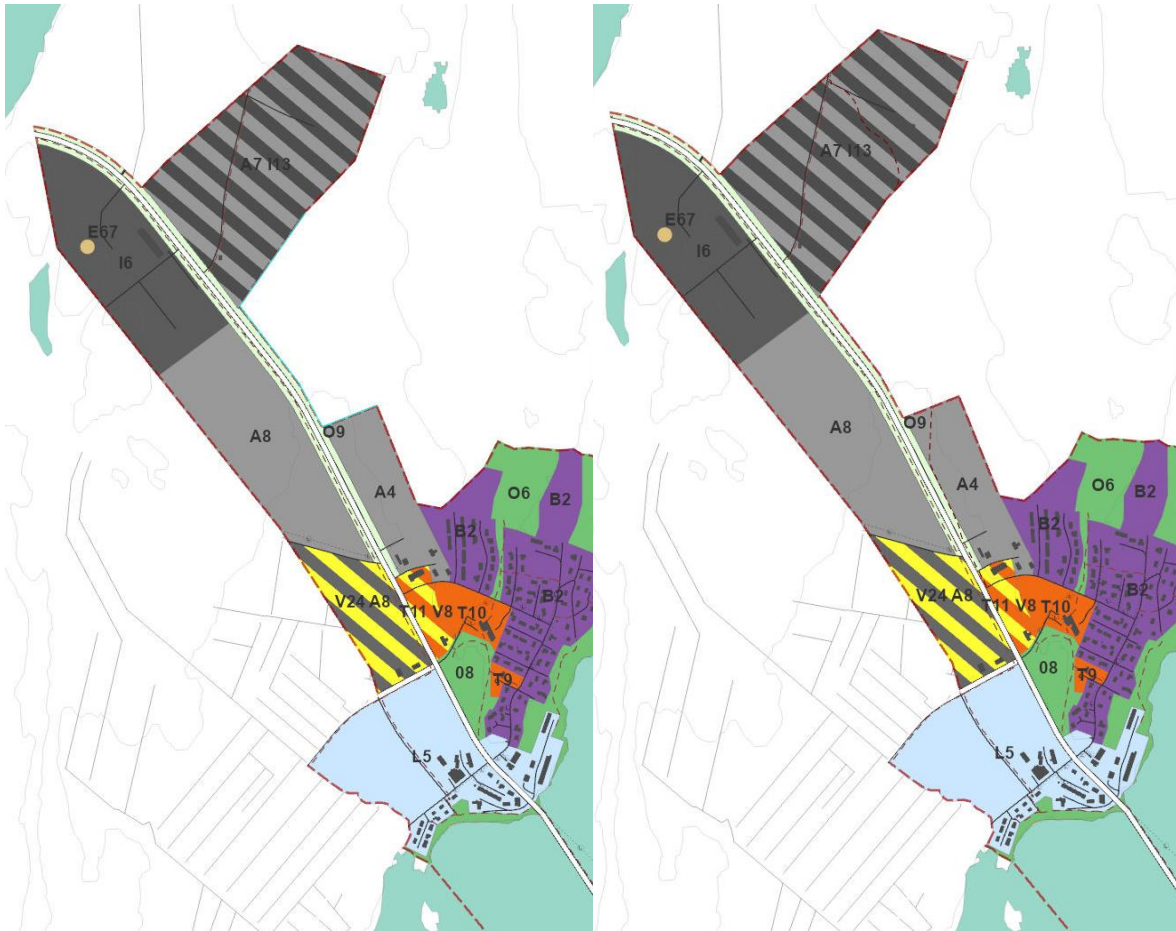 A7 I13
E67
I6
O9
A8
A4
O6
B2
B2
B2
V24 A8
T11 V8 T10
08
T9
L5
A7 I13
E67
I6
O9
A8
A4
O6
B2
B2
B2
V24 A8
T11 V8 T10
08
T9
L5